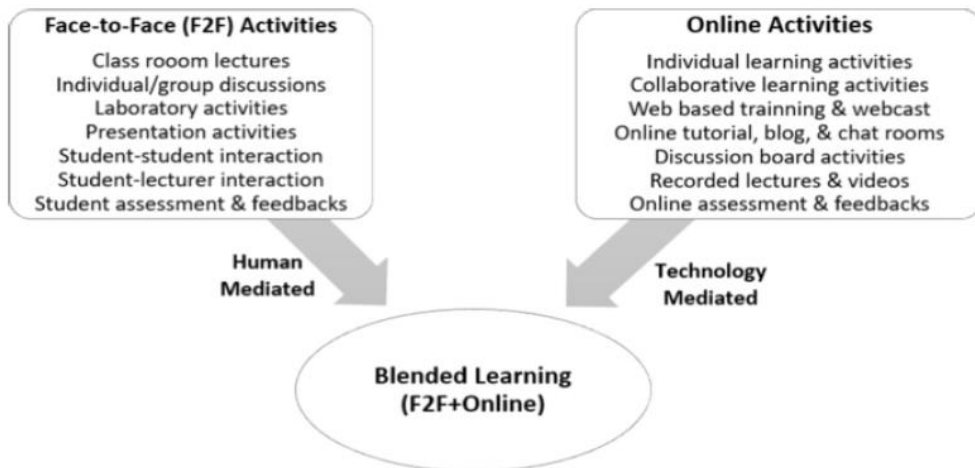 Face-to-Face (F2F) Activities
Class rooom lectures
Individual/group discussions
Laboratory activities
Presentation activities
Student-student interaction
Student-lecturer interaction
Student assessment & feedbacks
Online Activities
Individual learning activities
Collaborative learning activities
Web based trainning & webcast
Online tutorial, blog, & chat rooms
Discussion board activities
Recorded lectures & videos
Online assessment & feedbacks
Human
Mediated
Technology
Mediated
Blended Learning
(F2F+Online)